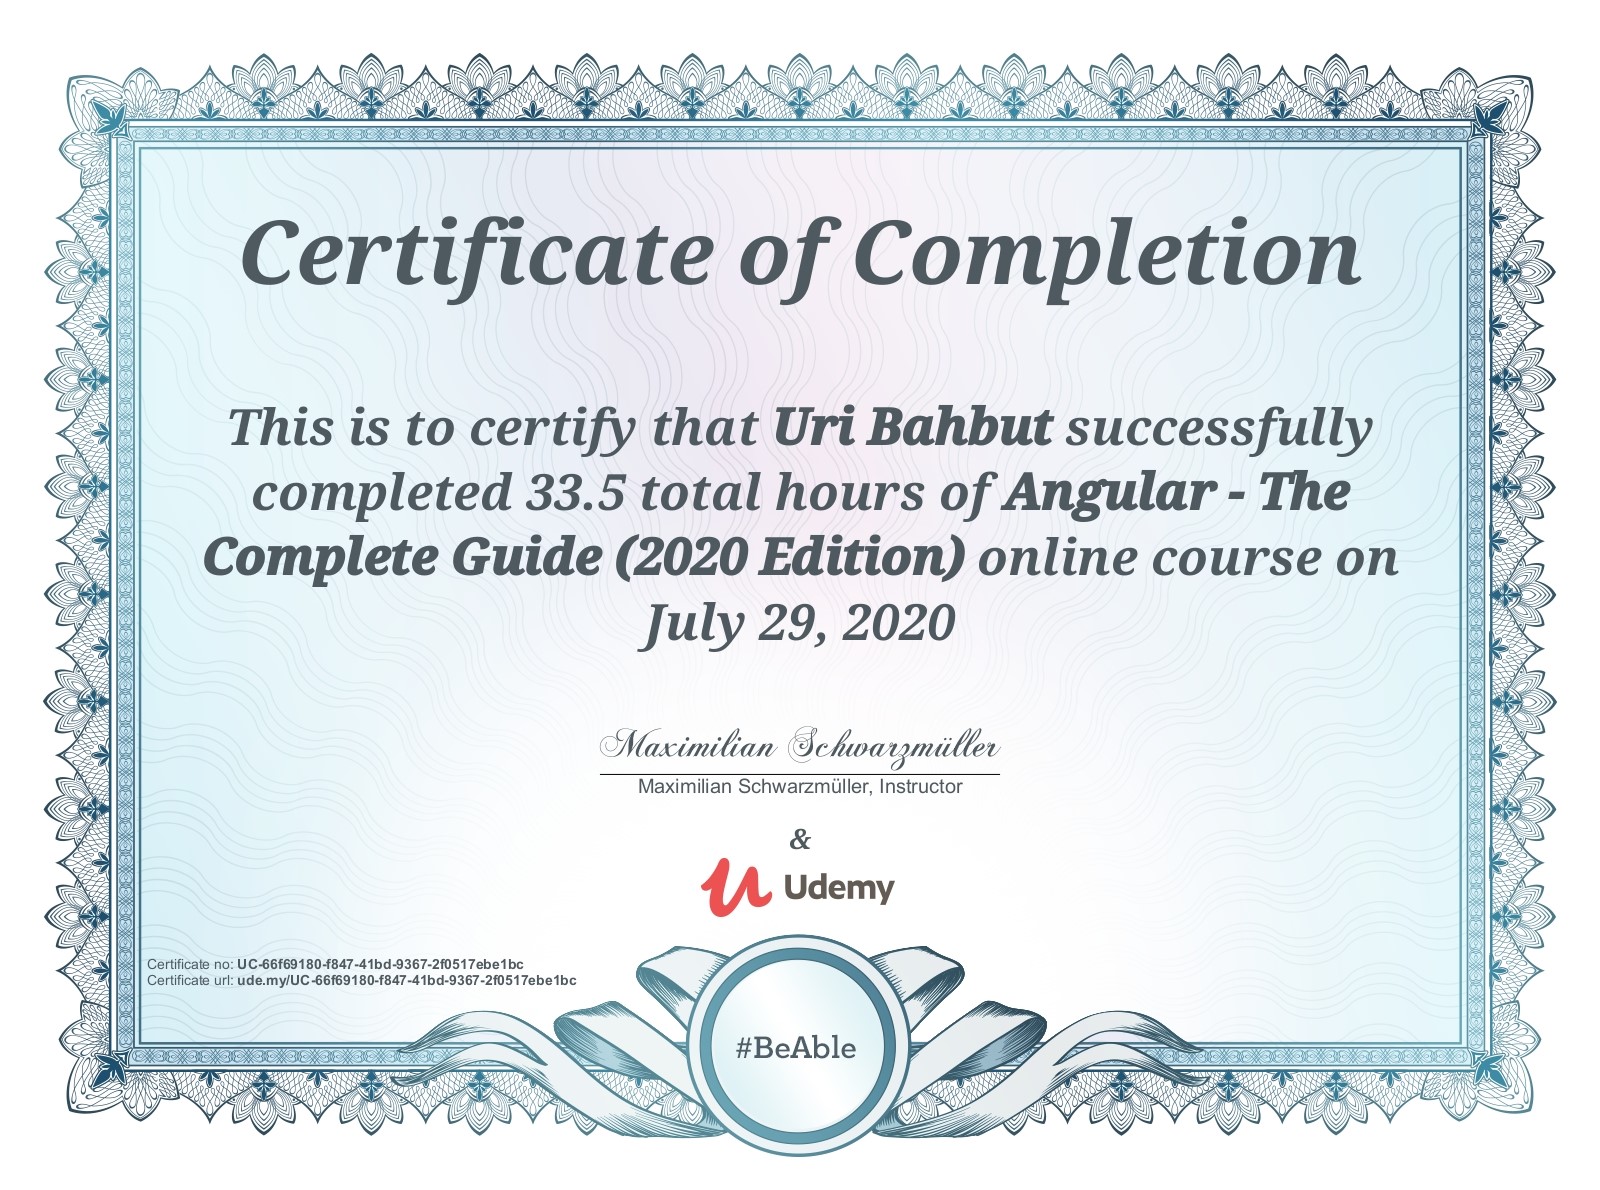 Certificate of Completion
This is to certify that Uri Bahbut successfully
completed 33.5 total hours of Angular - The
Complete Guide (2020 Edition) online course on
July 29, 2020
Maximilian Schwarzmüller
Maximilian Schwarzmüller, Instructor
&
Udemy
Certificate no: UC-66f69180-f847-41bd-9367-2f0517ebe1bc
Certificate url: ude.my/UC-66f69180-f847-41bd-9367-2f0517ebe1bc
#BeAble